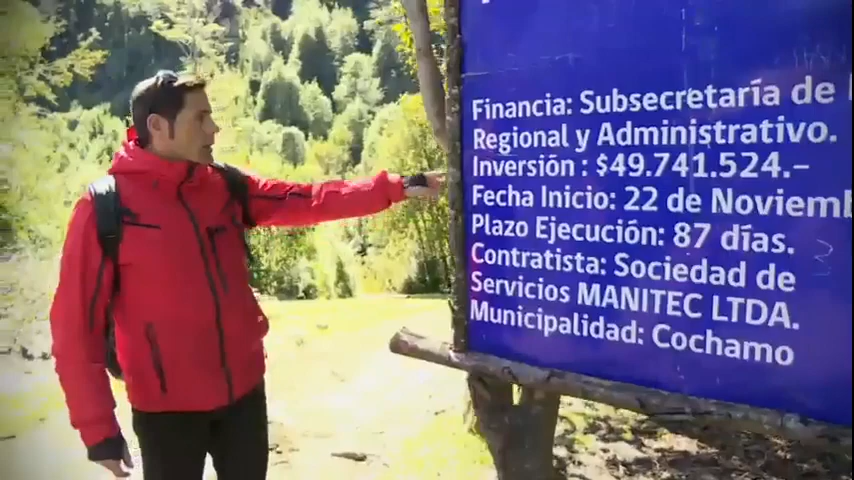 Financia: Subsecretaría de
Regional y Administrativo.
Inversión : $49.741.524.-
Fecha Inicio: 22 de
Plazo Ejecución: 87 días.
Contratista: Sociedad de
Servicios MANITEC LTDA.
Municipalidad: Cochamo